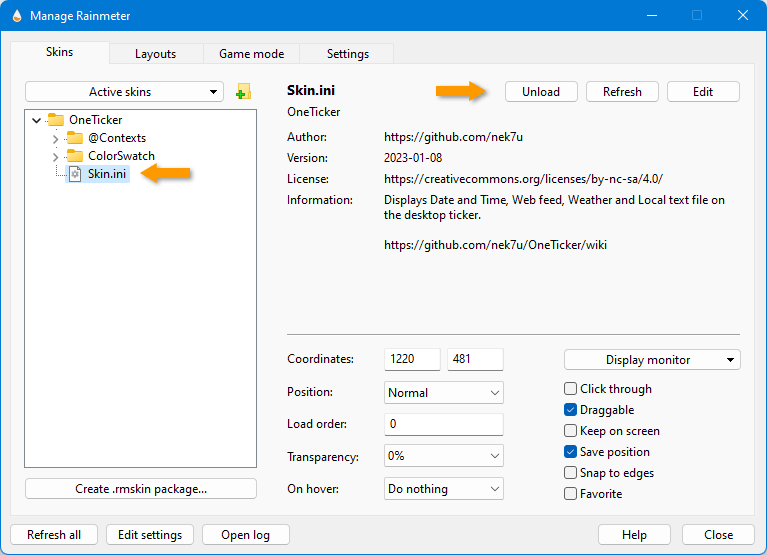 Manage Rainmeter
Skins
Layouts
Game mode
Settings
Active skins
OneTicker
@Contexts
ColorSwatch
Skin.ini
Create .rmskin package...
Skin.ini
Unload
Refresh
Edit
OneTicker
Author: https://github.com/nek7u
Version: 2023-01-08
License: https://creativecommons.org/licenses/by-nc-sa/4.0/
Information: Displays Date and Time, Web feed, Weather and Local text file on
the desktop ticker.
https://github.com/nek7u/OneTicker/wiki
Coordinates: 1220 481
Position: Normal
Load order: 0
Transparency: 0%
On hover: Do nothing
Display monitor
Click through
Draggable
Keep on screen
Save position
Snap to edges
Favorite
Refresh all
Edit settings
Open log
Help
Close